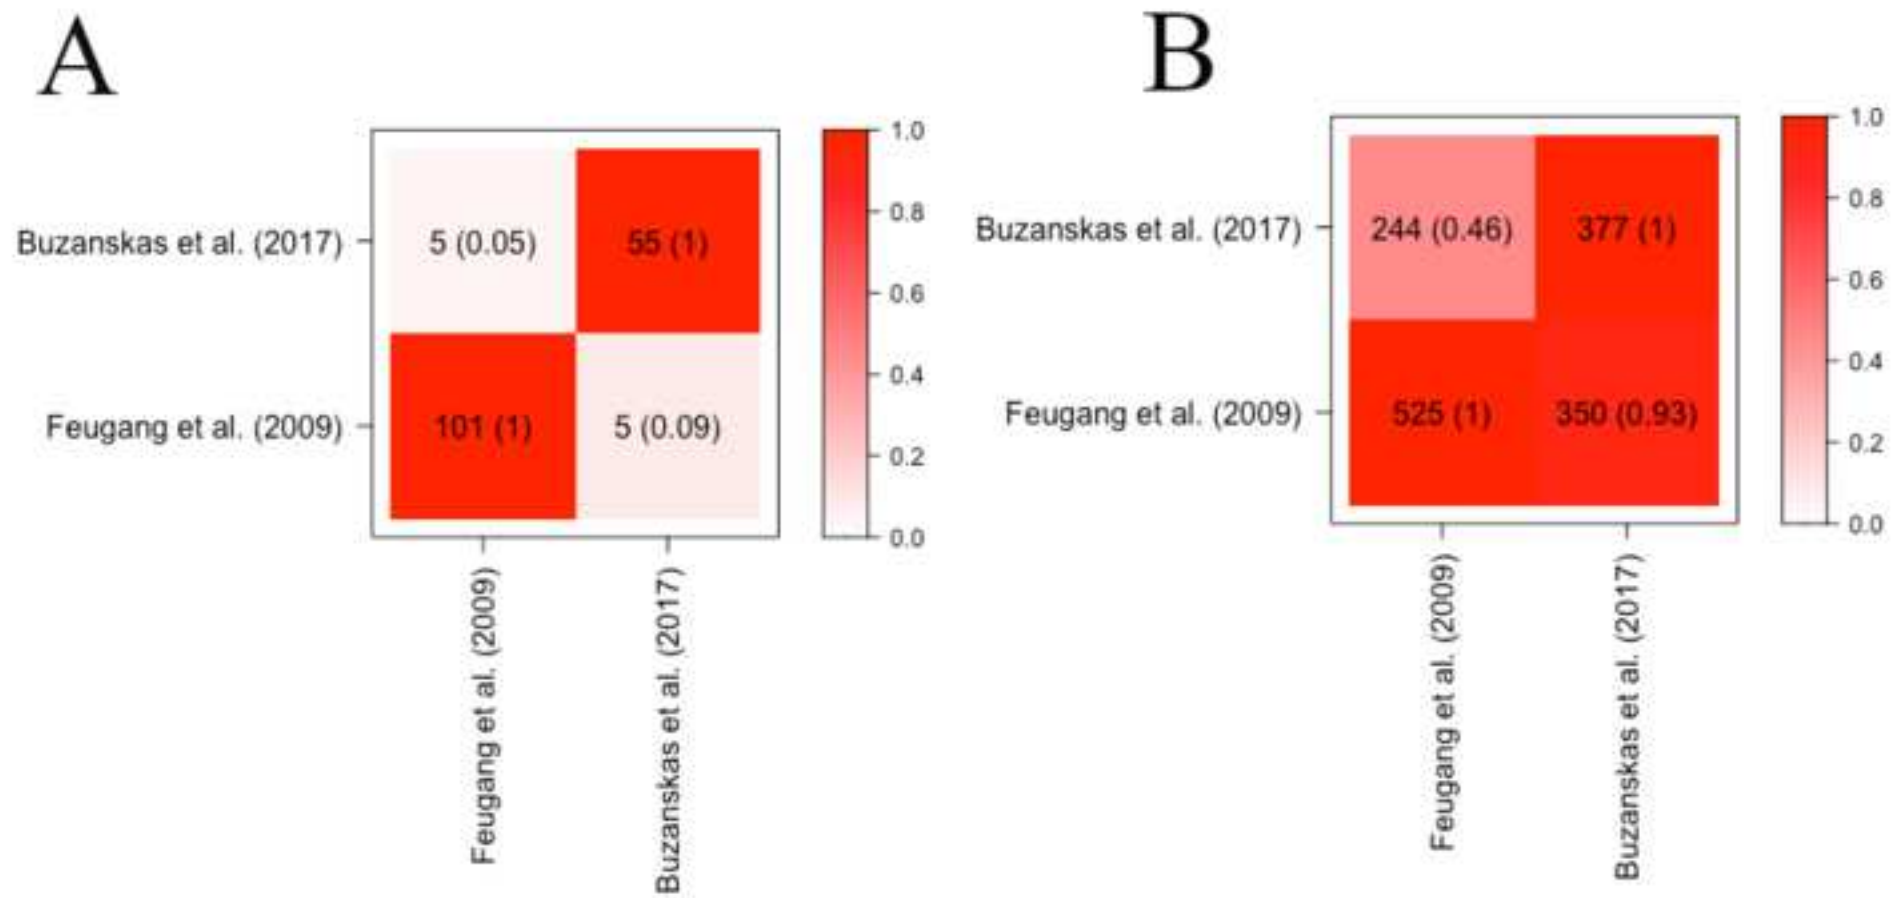 A
Buzanskas et al. (2017)
5 (0.05)
55 (1)
Feugang et al. (2009)
101 (1)
5 (0.09)
1.0
0.8
0.6
0.4
0.2
0.0
Feugang et al. (2009)
Buzanskas et al. (2017)
B
Buzanskas et al. (2017)
244 (0.46)
377 (1)
Feugang et al. (2009)
525 (1)
350 (0.93)
1.0
0.8
0.6
0.4
0.2
0.0
Feugang et al. (2009)
Buzanskas et al. (2017)